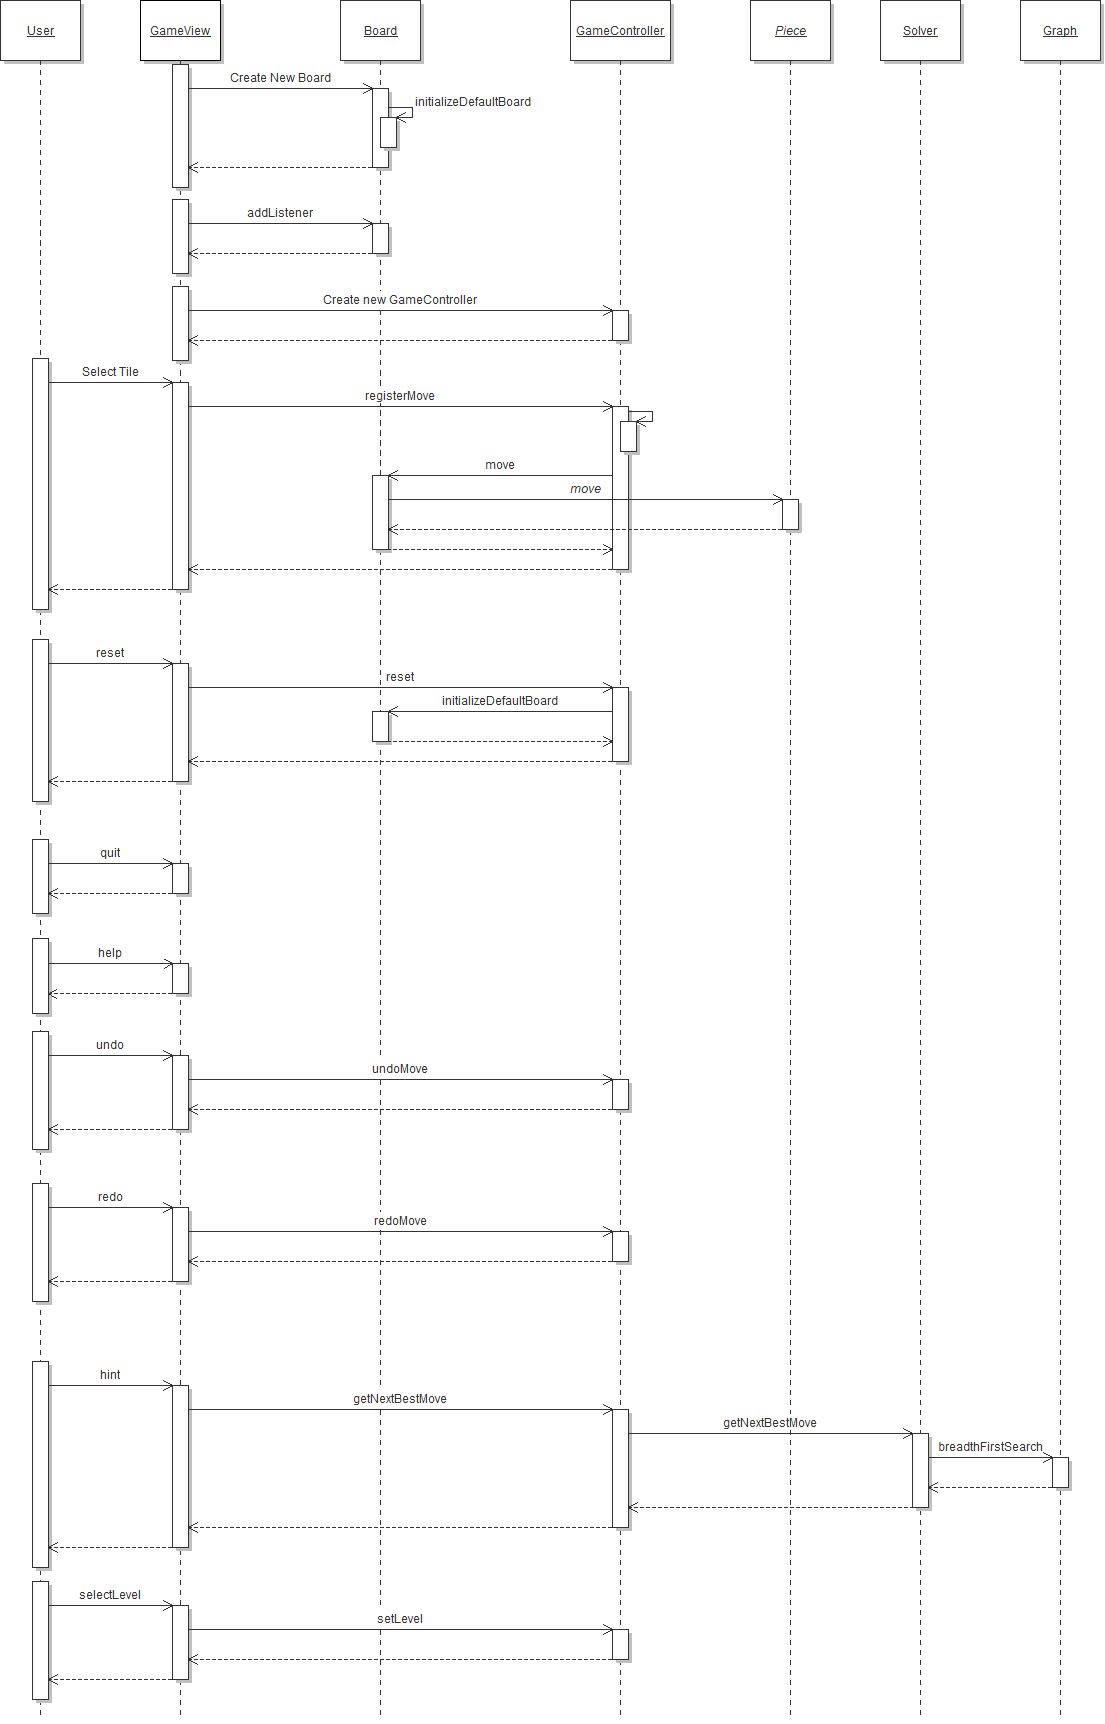 User
GameView
Board
GameController
Piece
Solver
Graph
Create New Board
initializeDefaultBoard
addListener
Create new GameController
Select Tile
registerMove
move
move
reset
reset
initializeDefaultBoard
quit
help
undo
undoMove
redo
redoMove
hint
getNextBestMove
getNextBestMove
breadthFirstSearch
selectLevel
setLevel